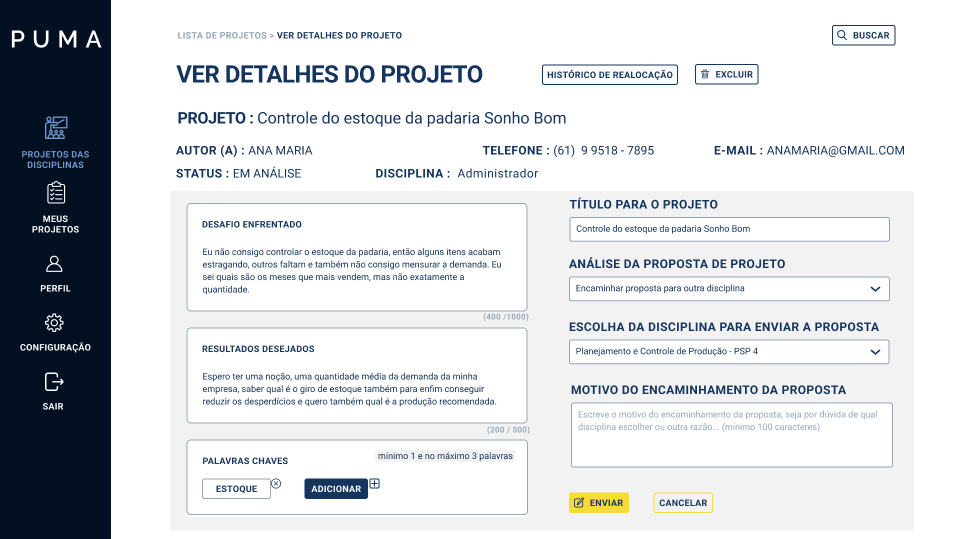 PUMA
PROJETOS DAS
DISCIPLINAS
MEUS
PROJETOS
PERFIL
CONFIGURAÇÃO
SAIR
LISTA DE PROJETOS > VER DETALHES DO PROJETO
BUSCAR
VER DETALHES DO PROJETO
HISTÓRICO DE REALOCAÇÃO
EXCLUIR
PROJETO : Controle do estoque da padaria Sonho Bom
AUTOR (A) : ANA MARIA
TELEFONE : (61) 9 9518 - 7895
E-MAIL : ANAMARIA@GMAIL.COM
STATUS : EM ANÁLISE
DISCIPLINA : Administrador
DESAFIO ENFRENTADO
Eu não consigo controlar o estoque da padaria, então alguns itens acabam
estragando, outros faltam e também não consigo mensurar a demanda. Eu
sei quais são os meses que mais vendem, mas não exatamente a
quantidade.
(400 /1000)
RESULTADOS DESEJADOS
Espero ter uma noção, uma quantidade média da demanda da minha
empresa, saber qual é o giro de estoque também para enfim conseguir
reduzir os desperdícios e quero também qual é a produção recomendada.
(200 / 500)
PALAVRAS CHAVES
mínimo 1 e no máximo 3 palavras
ESTOQUE
ADICIONAR
TÍTULO PARA O PROJETO
Controle do estoque da padaria Sonho Bom
ANÁLISE DA PROPOSTA DE PROJETO
Encaminhar proposta para outra disciplina
ESCOLHA DA DISCIPLINA PARA ENVIAR A PROPOSTA
Planejamento e Controle de Produção - PSP 4
MOTIVO DO ENCAMINHAMENTO DA PROPOSTA
Escreve o motivo do encaminhamento da proposta, seja por dúvida de qual
disciplina escolher ou outra razão... (mínimo 100 caracteres)
ENVIAR
CANCELAR